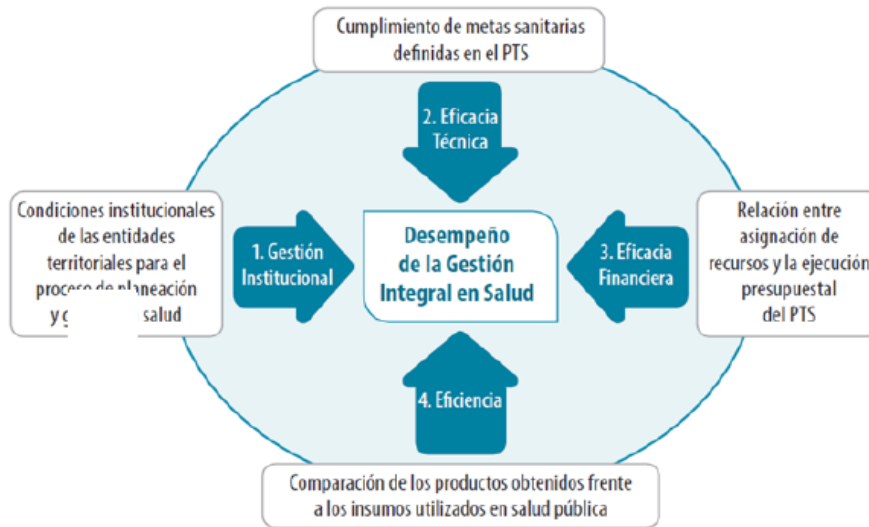 Cumplimiento de metas sanitarias
definidas en el PTS
2. Eficacia
Técnica
Condiciones institucionales
de las entidades
territoriales para el
proceso de planeación
y g salud
1. Gestión
Institucional
Desempeño
de la Gestión
Integral en Salud
3. Eficacia
Financiera
Relación entre
asignación de
recursos y la ejecución
presupuestal
del PTS
4. Eficiencia
Comparación de los productos obtenidos frente
a los insumos utilizados en salud pública